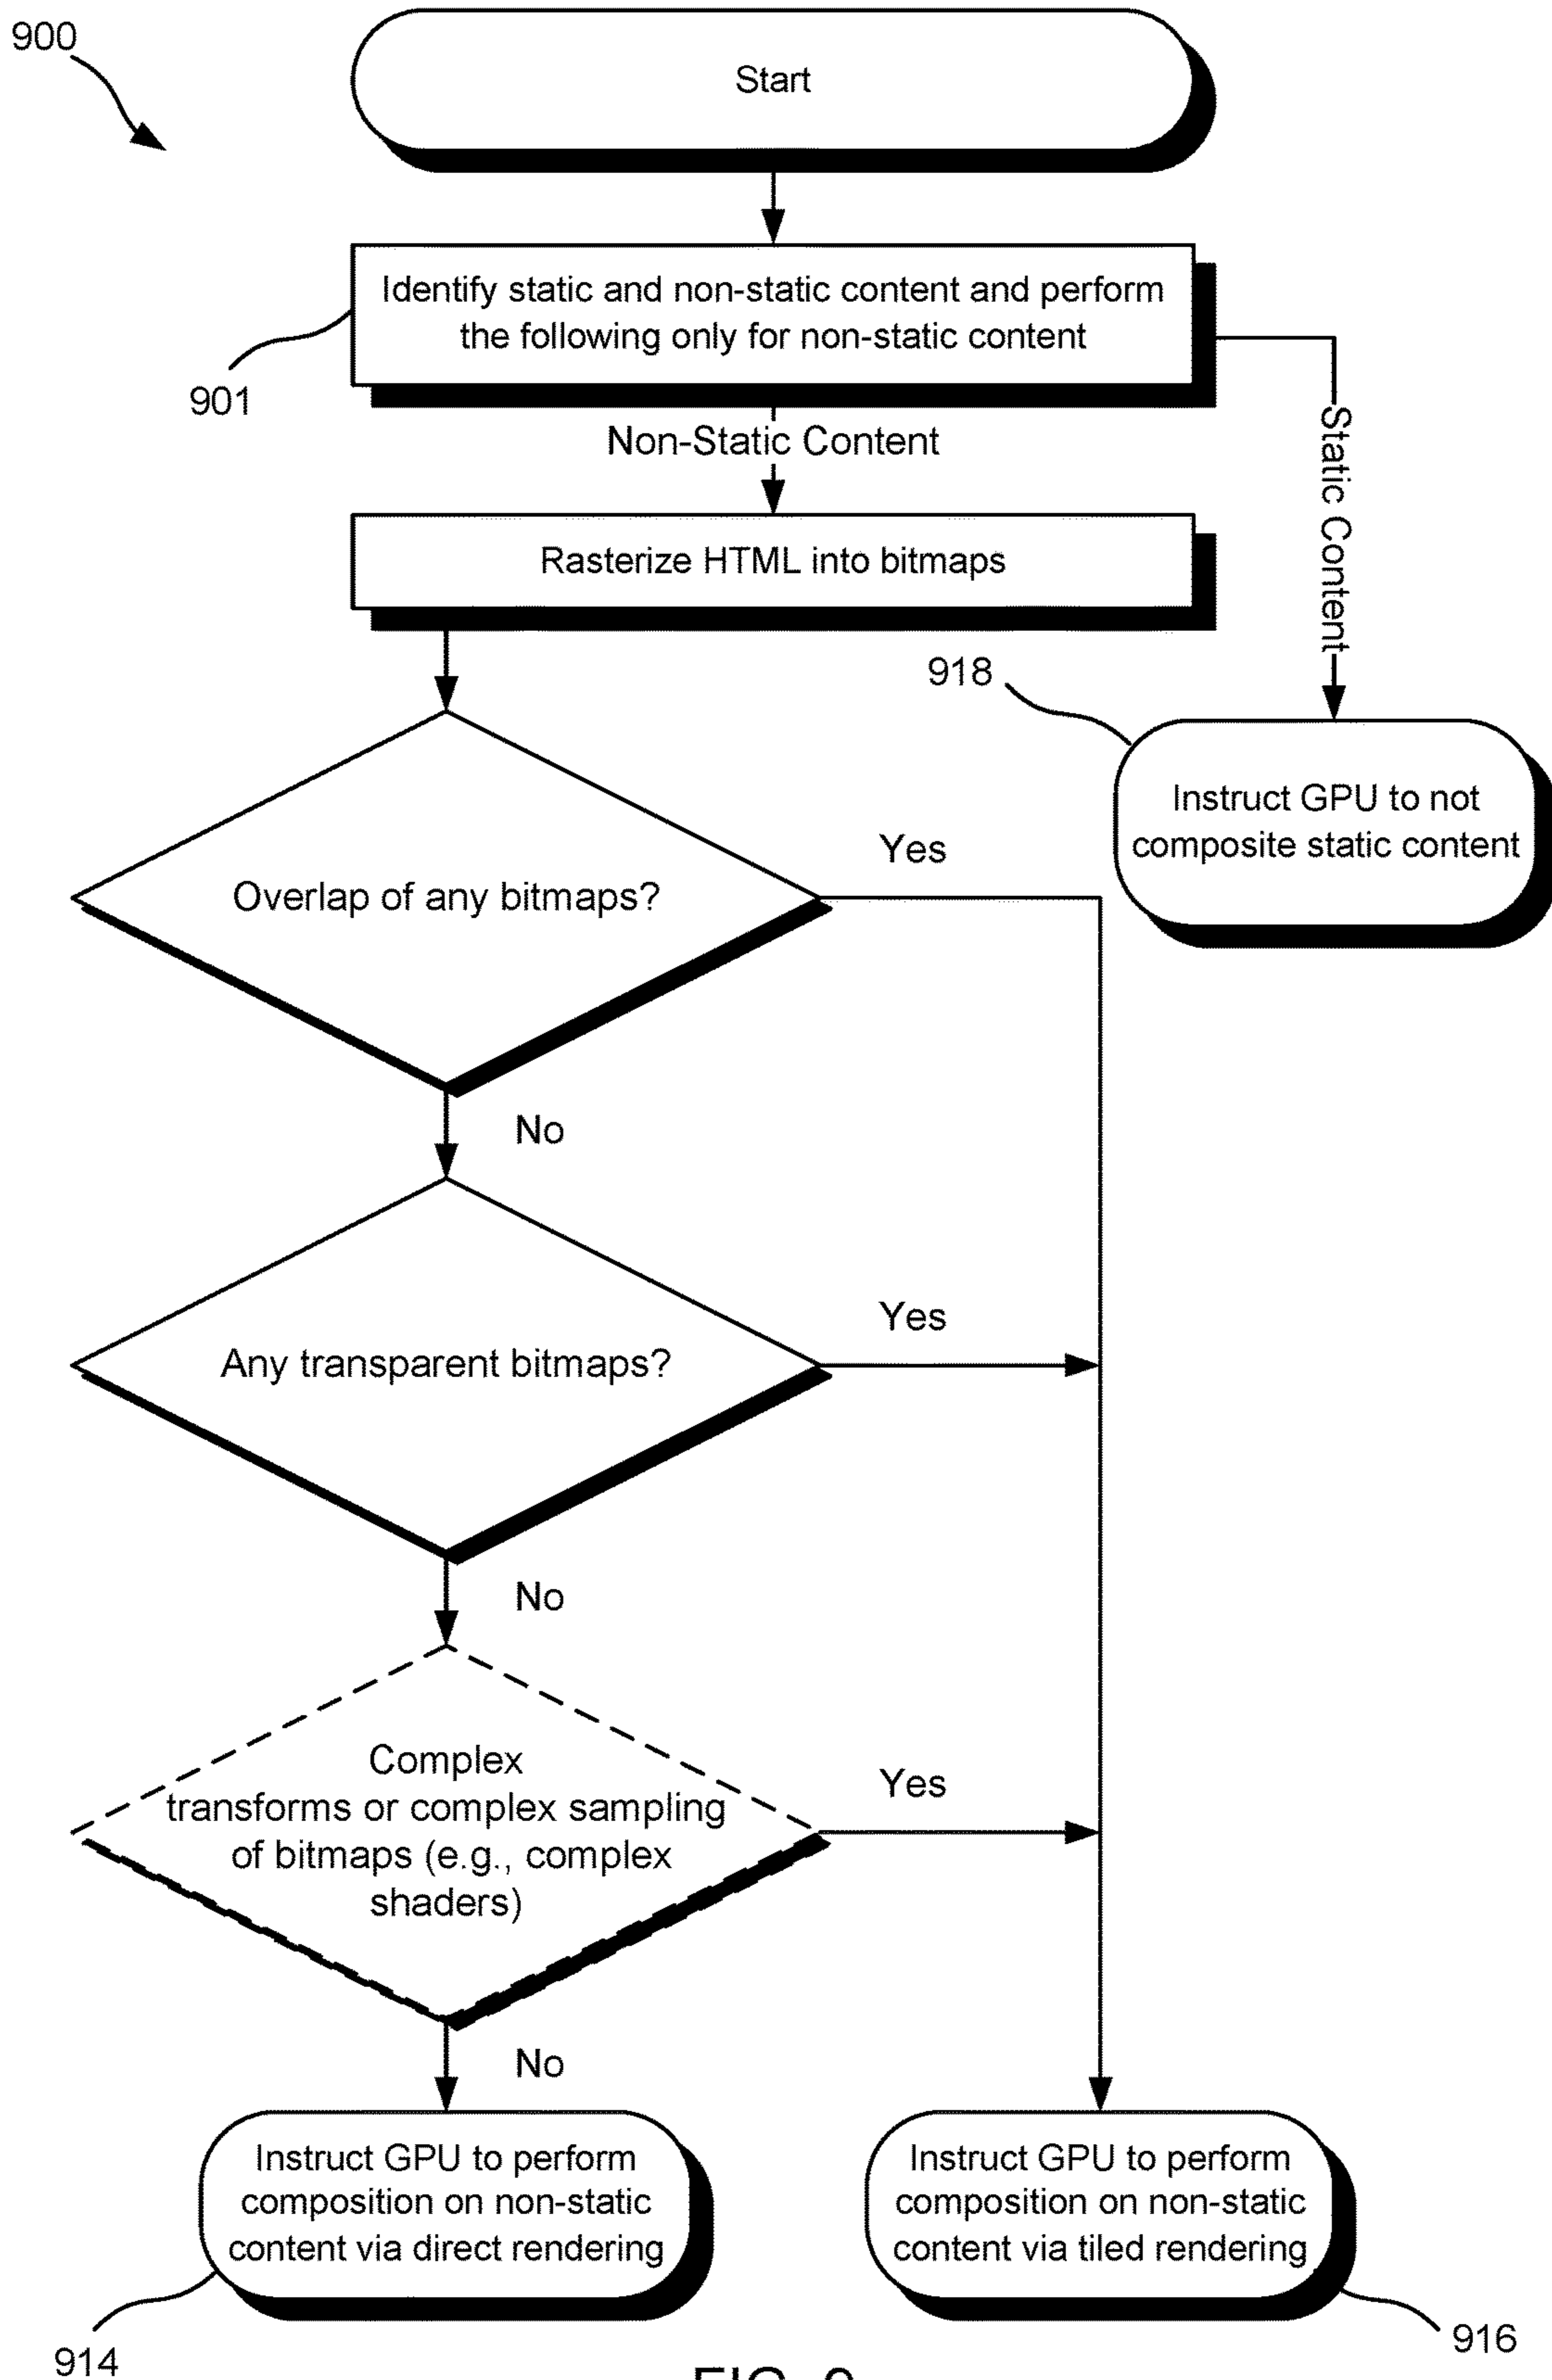 900
Start
Identify static and non-static content and perform
the following only for non-static content
901
Non-Static Content
Static Content
Rasterize HTML into bitmaps
918
Instruct GPU to not
composite static content
Overlap of any bitmaps?
Yes
No
Any transparent bitmaps?
Yes
No
Complex
transforms or complex sampling
of bitmaps (e.g., complex
shaders)
Yes
No
Instruct GPU to perform
composition on non-static
content via direct rendering
914
Instruct GPU to perform
composition on non-static
content via tiled rendering
916